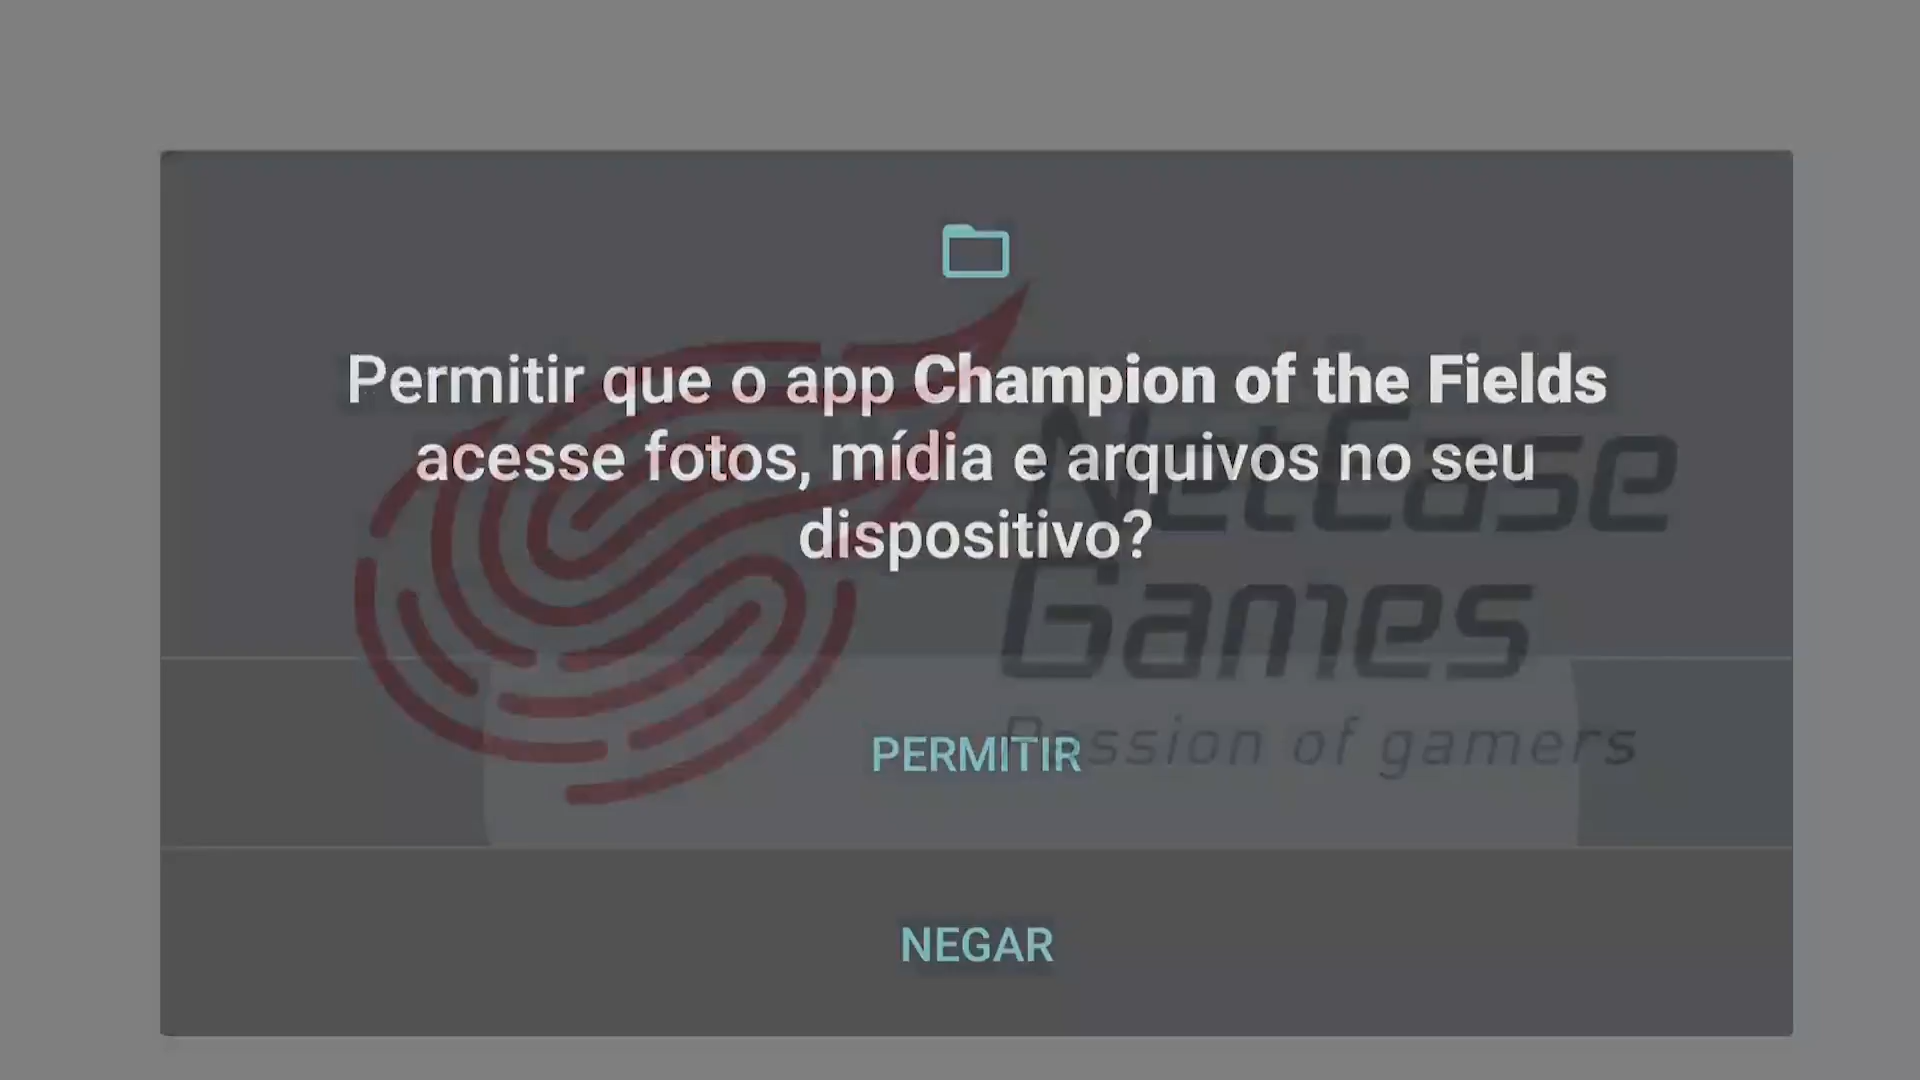 Permitir que o app Champion of the Fields
acesse fotos, mídia e arquivos no seu
dispositivo?
NetEase
Games
Passion of gamers
PERMITIR
NEGAR